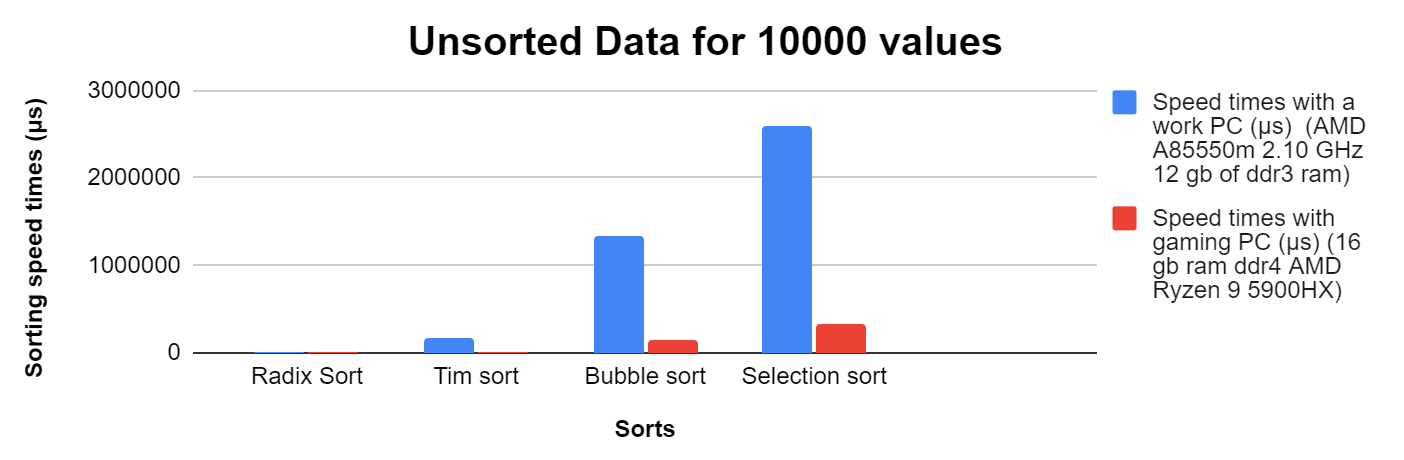 Unsorted Data for 10000 values
Sorting speed times (µs)
3000000
2000000
1000000
0
Radix Sort
Tim sort
Bubble sort
Selection sort
Sorts
Speed times with a
work PC (µs)  (AMD
A85550m 2.10 GHz
12 gb of ddr3 ram)
Speed times with
gaming PC (µs) (16
gb ram ddr4 AMD
Ryzen 9 5900HX)